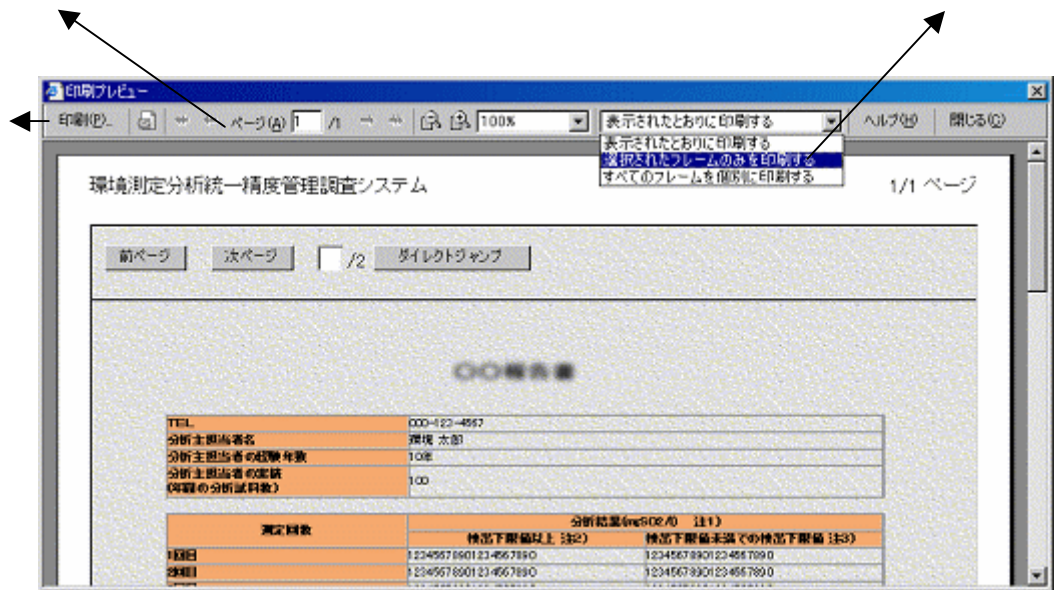 印刷プレビュー
印刷(P)... ページ(A) 1 /1 100% 表示されたとおりに印刷する ヘルプ(H) 閉じる(C)
表示されたとおりに印刷する
選択されたフレームのみを印刷する
すべてのフレームを個別に印刷する
環境測定分析統一精度管理調査システム 1/1 ページ
前ページ 次ページ /2 ダイレクトジャンプ
〇〇報告書
TEL 000-123-4567
分析主担当者名 環境 太郎
分析主担当者の経験年数 10年
分析主担当者の実績
(年間の分析試料数) 100
測定回数 分析結果(mgSO2/l) 注1)
検出下限値以上 注2) 検出下限値未満での検出下限値 注3)
1回目 12345678901234567890 12345678901234567890
2回目 12345678901234567890 12345678901234567890